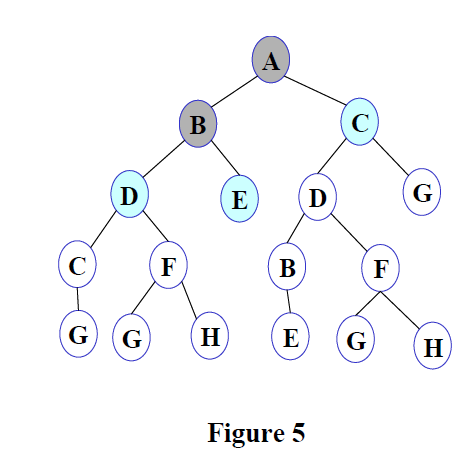 A
B C
D E D G
C F B F
G G H E G H
Figure 5